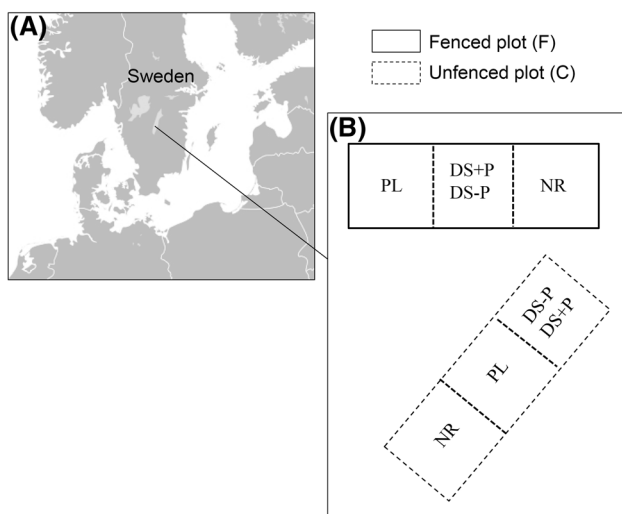 (A)
Sweden
Fenced plot (F)
Unfenced plot (C)
(B)
PL
DS+P
DS-P
NR
DS-P
DS+P
PL
NR